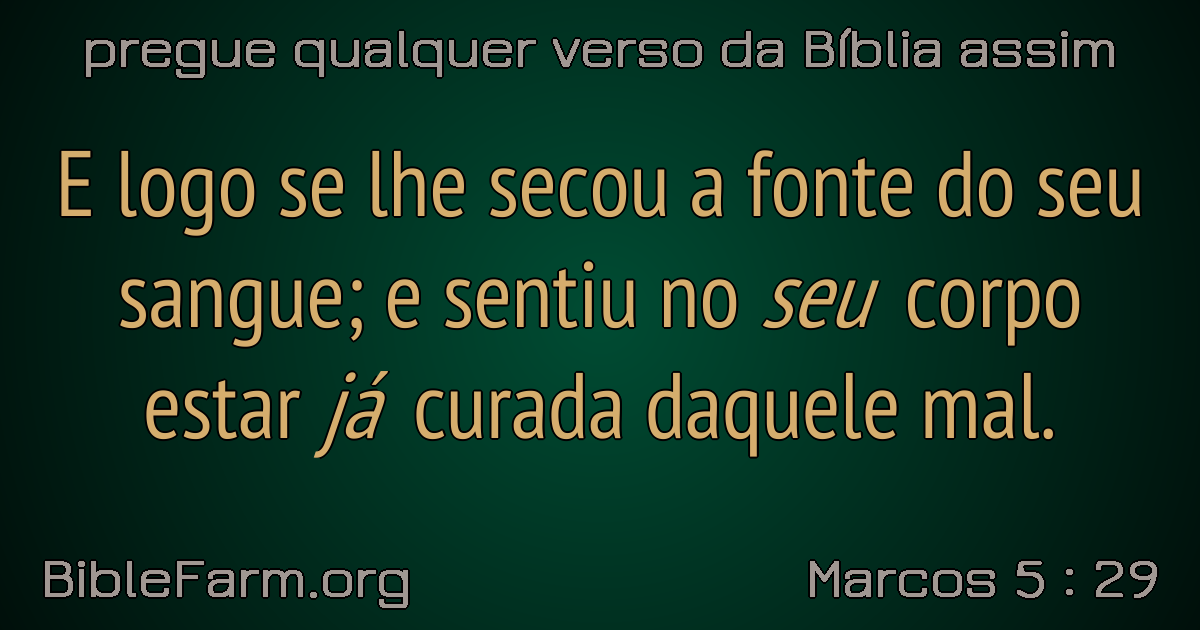 pregue qualquer verso da Bíblia assim
E logo se lhe secou a fonte do seu
sangue; e sentiu no seu corpo
estar já curada daquele mal.
BibleFarm.org
Marcos 5 : 29